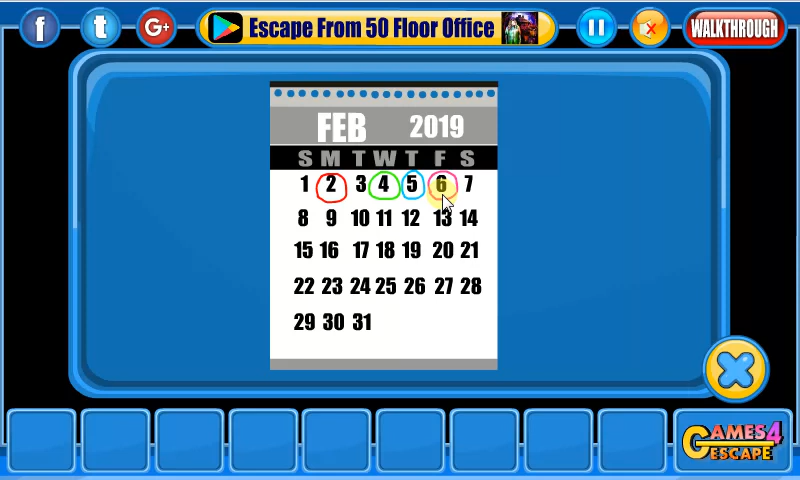 f t G+ Escape From 50 Floor Office WALKTHROUGH
FEB 2019
S M T W T F S
1 2 3 4 5 6 7
8 9 10 11 12 13 14
15 16 17 18 19 20 21
22 23 24 25 26 27 28
29 30 31
GAMES4
ESCAPE